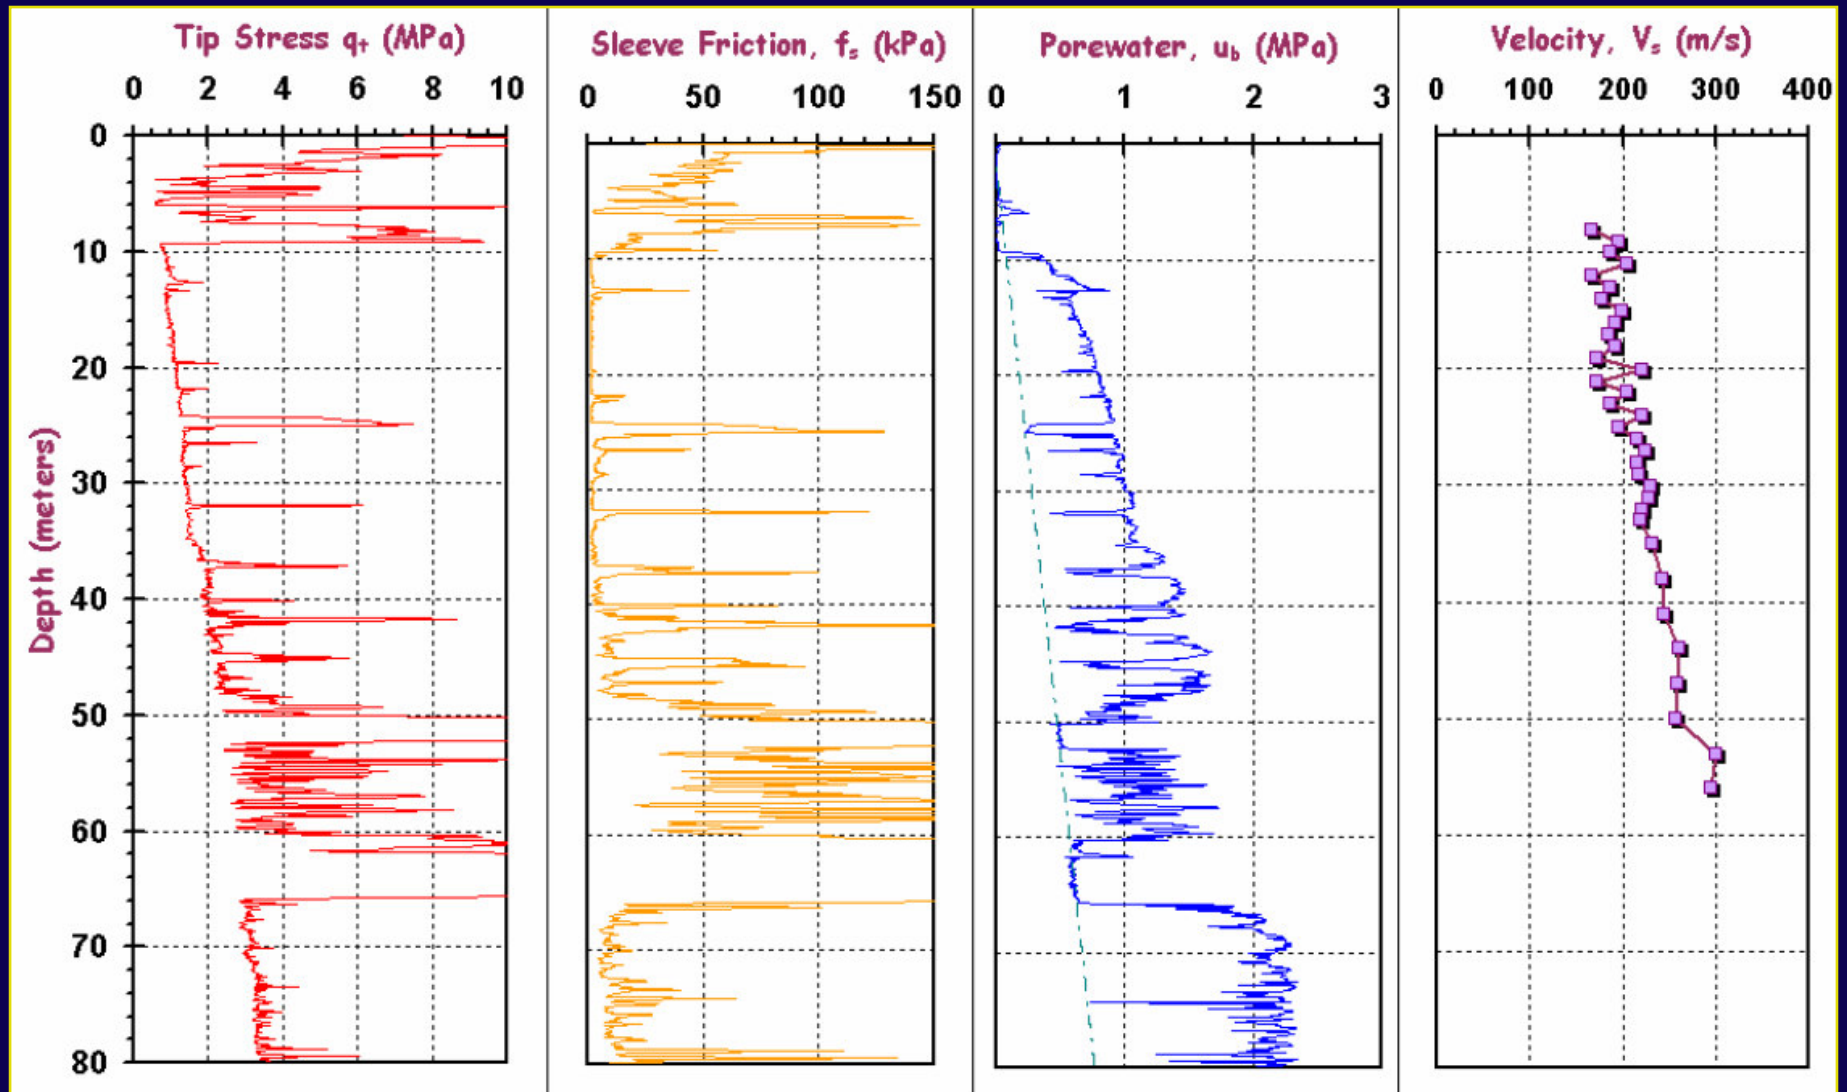 Tip Stress qt (MPa)
0 2 4 6 8 10
Sleeve Friction, fs (kPa)
0 50 100 150
Porewater, ub (MPa)
0 1 2 3
Velocity, Vs (m/s)
0 100 200 300 400
Depth (meters)
0
10
20
30
40
50
60
70
80